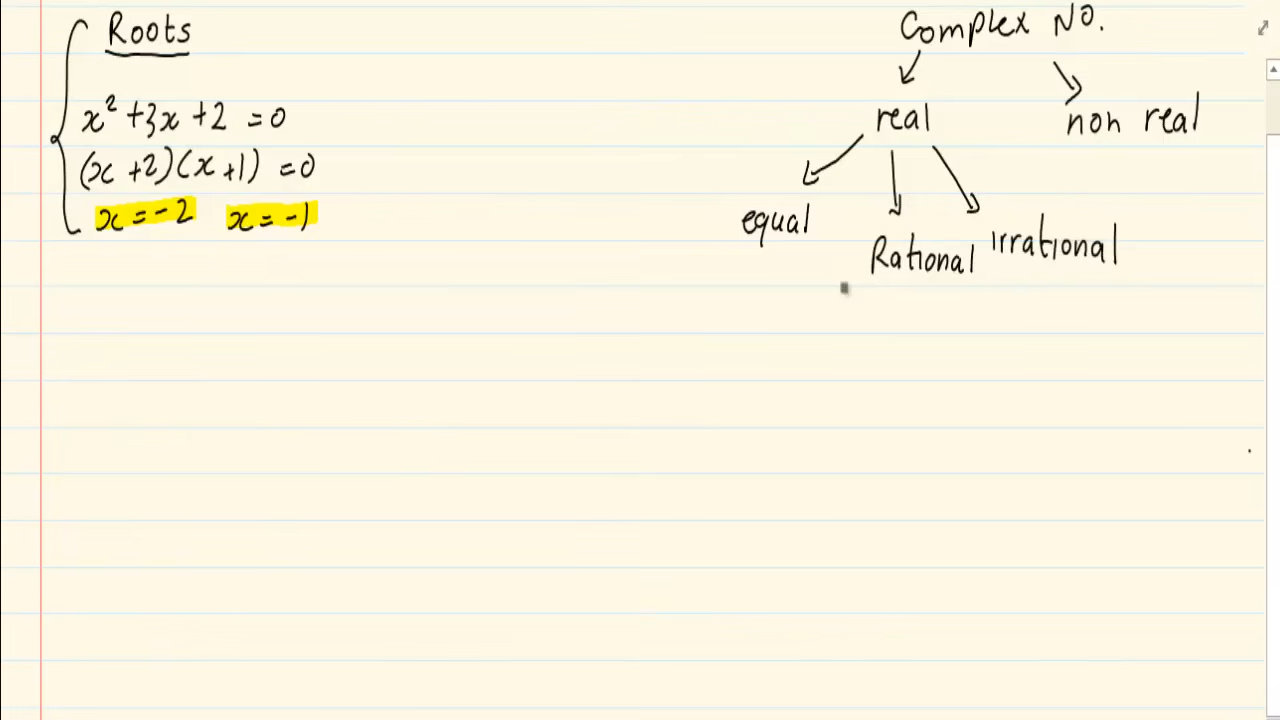 Roots
x² + 3x + 2 = 0
(x + 2)(x + 1) = 0
x = -2 x = -1
Complex NO.
real non real
equal Rational irrational